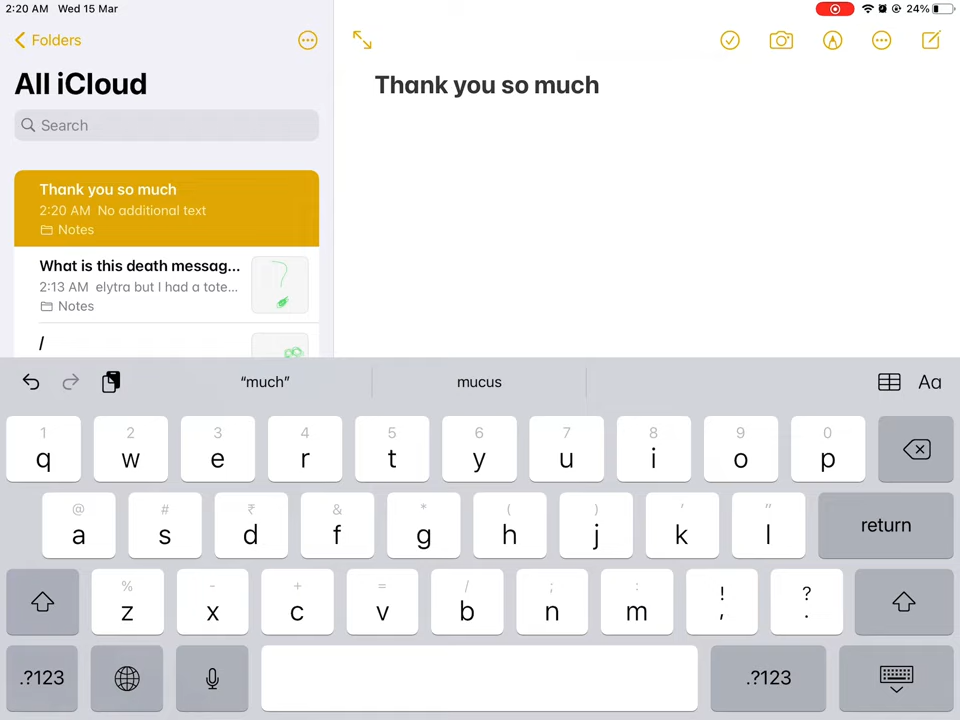 2:20 AM Wed 15 Mar
24%
Folders
All iCloud
Search
Thank you so much
2:20 AM No additional text
Notes
What is this death messag...
2:13 AM elytra but I had a tote...
Notes
/
Thank you so much
“much”
mucus
Aa
1 2 3 4 5 6 7 8 9 0
q w e r t y u i o p
@ # ₹ & * ( ) ' "
a s d f g h j k l return
% - + = / ; : ! ?
z x c v b n m , .
.?123 .?123